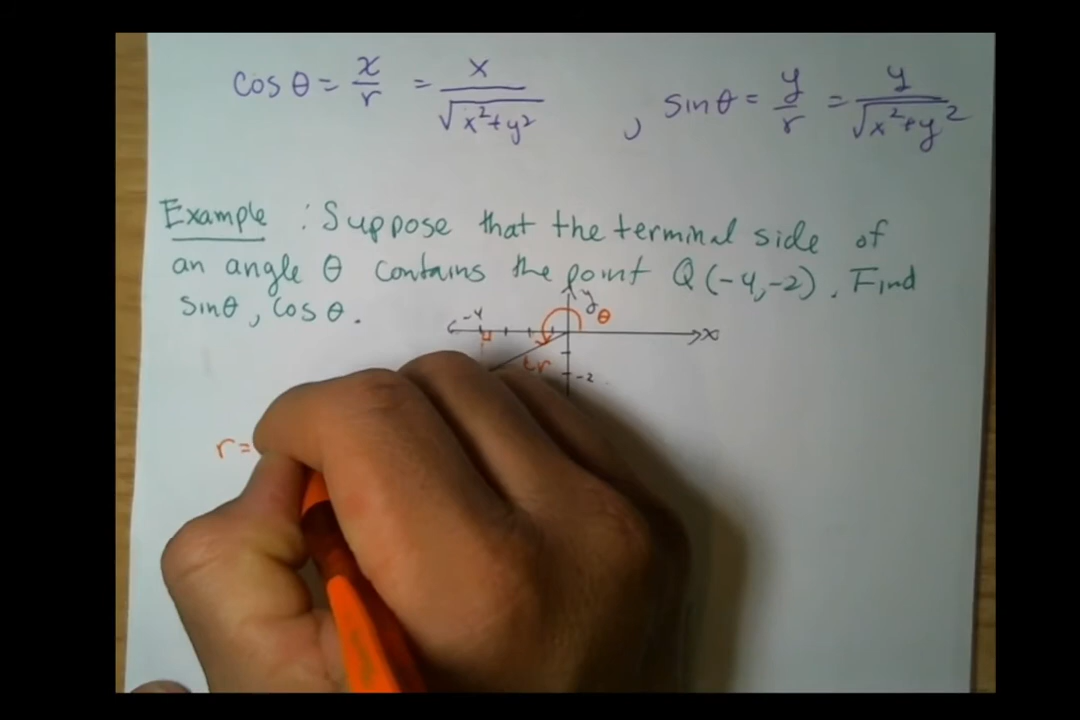 cos θ = x/r = x/√x²+y² , sin θ = y/r = y/√x²+y²
Example : Suppose that the terminal side of
an angle θ contains the point Q (-4,-2). Find
sinθ, cos θ.
y
-4 θ
x
r
-2
r=